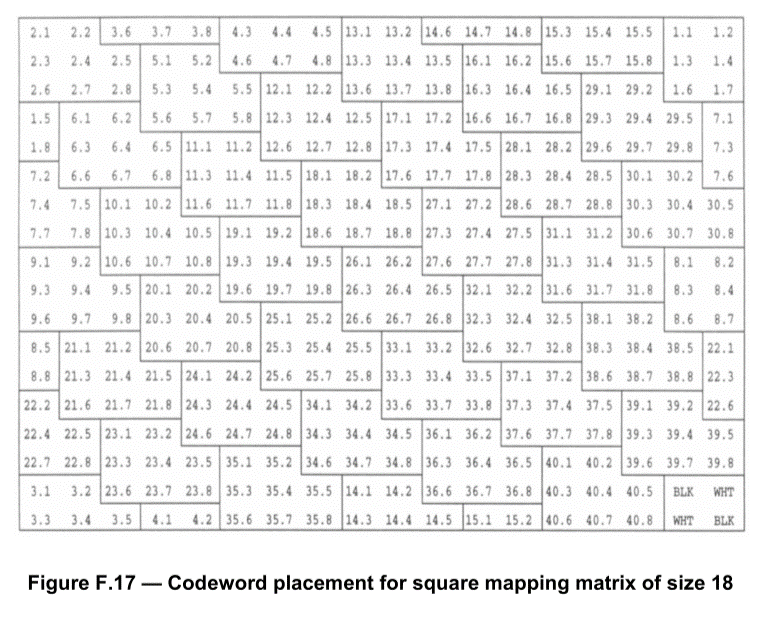 2.1 2.2 3.6 3.7 3.8 4.3 4.4 4.5 13.1 13.2 14.6 14.7 14.8 15.3 15.4 15.5 1.1 1.2
2.3 2.4 2.5 5.1 5.2 4.6 4.7 4.8 13.3 13.4 13.5 16.1 16.2 15.6 15.7 15.8 1.3 1.4
2.6 2.7 2.8 5.3 5.4 5.5 12.1 12.2 13.6 13.7 13.8 16.3 16.4 16.5 29.1 29.2 1.6 1.7
1.5 6.1 6.2 5.6 5.7 5.8 12.3 12.4 12.5 17.1 17.2 16.6 16.7 16.8 29.3 29.4 29.5 7.1
1.8 6.3 6.4 6.5 11.1 11.2 12.6 12.7 12.8 17.3 17.4 17.5 28.1 28.2 29.6 29.7 29.8 7.3
7.2 6.6 6.7 6.8 11.3 11.4 11.5 18.1 18.2 17.6 17.7 17.8 28.3 28.4 28.5 30.1 30.2 7.6
7.4 7.5 10.1 10.2 11.6 11.7 11.8 18.3 18.4 18.5 27.1 27.2 28.6 28.7 28.8 30.3 30.4 30.5
7.7 7.8 10.3 10.4 10.5 19.1 19.2 18.6 18.7 18.8 27.3 27.4 27.5 31.1 31.2 30.6 30.7 30.8
9.1 9.2 10.6 10.7 10.8 19.3 19.4 19.5 26.1 26.2 27.6 27.7 27.8 31.3 31.4 31.5 8.1 8.2
9.3 9.4 9.5 20.1 20.2 19.6 19.7 19.8 26.3 26.4 26.5 32.1 32.2 31.6 31.7 31.8 8.3 8.4
9.6 9.7 9.8 20.3 20.4 20.5 25.1 25.2 26.6 26.7 26.8 32.3 32.4 32.5 38.1 38.2 8.6 8.7
8.5 21.1 21.2 20.6 20.7 20.8 25.3 25.4 25.5 33.1 33.2 32.6 32.7 32.8 38.3 38.4 38.5 22.1
8.8 21.3 21.4 21.5 24.1 24.2 25.6 25.7 25.8 33.3 33.4 33.5 37.1 37.2 38.6 38.7 38.8 22.3
22.2 21.6 21.7 21.8 24.3 24.4 24.5 34.1 34.2 33.6 33.7 33.8 37.3 37.4 37.5 39.1 39.2 22.6
22.4 22.5 23.1 23.2 24.6 24.7 24.8 34.3 34.4 34.5 36.1 36.2 37.6 37.7 37.8 39.3 39.4 39.5
22.7 22.8 23.3 23.4 23.5 35.1 35.2 34.6 34.7 34.8 36.3 36.4 36.5 40.1 40.2 39.6 39.7 39.8
3.1 3.2 23.6 23.7 23.8 35.3 35.4 35.5 14.1 14.2 36.6 36.7 36.8 40.3 40.4 40.5 BLK WHT
3.3 3.4 3.5 4.1 4.2 35.6 35.7 35.8 14.3 14.4 14.5 15.1 15.2 40.6 40.7 40.8 WHT BLK
Figure F.17 — Codeword placement for square mapping matrix of size 18